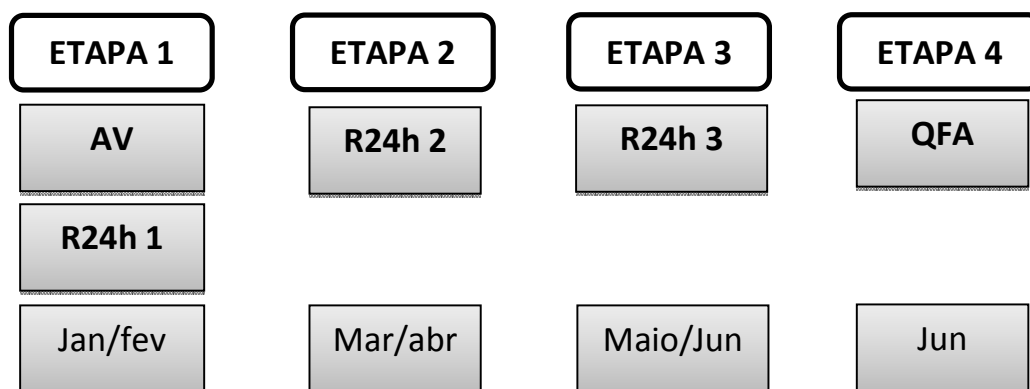 ETAPA 1
ETAPA 2
ETAPA 3
ETAPA 4
AV
R24h 2
R24h 3
QFA
R24h 1
Jan/fev
Mar/abr
Maio/Jun
Jun